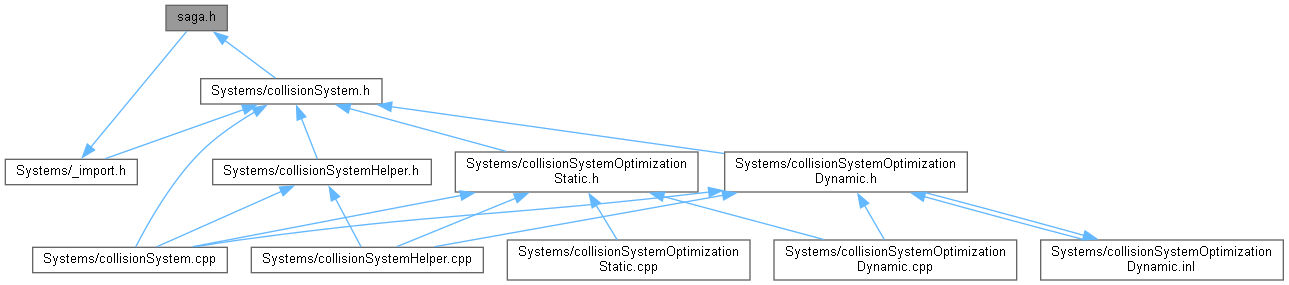 saga.h
Systems/collisionSystem.h
Systems/_import.h
Systems/collisionSystemHelper.h
Systems/collisionSystemOptimization
Static.h
Systems/collisionSystemOptimization
Dynamic.h
Systems/collisionSystem.cpp
Systems/collisionSystemHelper.cpp
Systems/collisionSystemOptimization
Static.cpp
Systems/collisionSystemOptimization
Dynamic.cpp
Systems/collisionSystemOptimization
Dynamic.inl